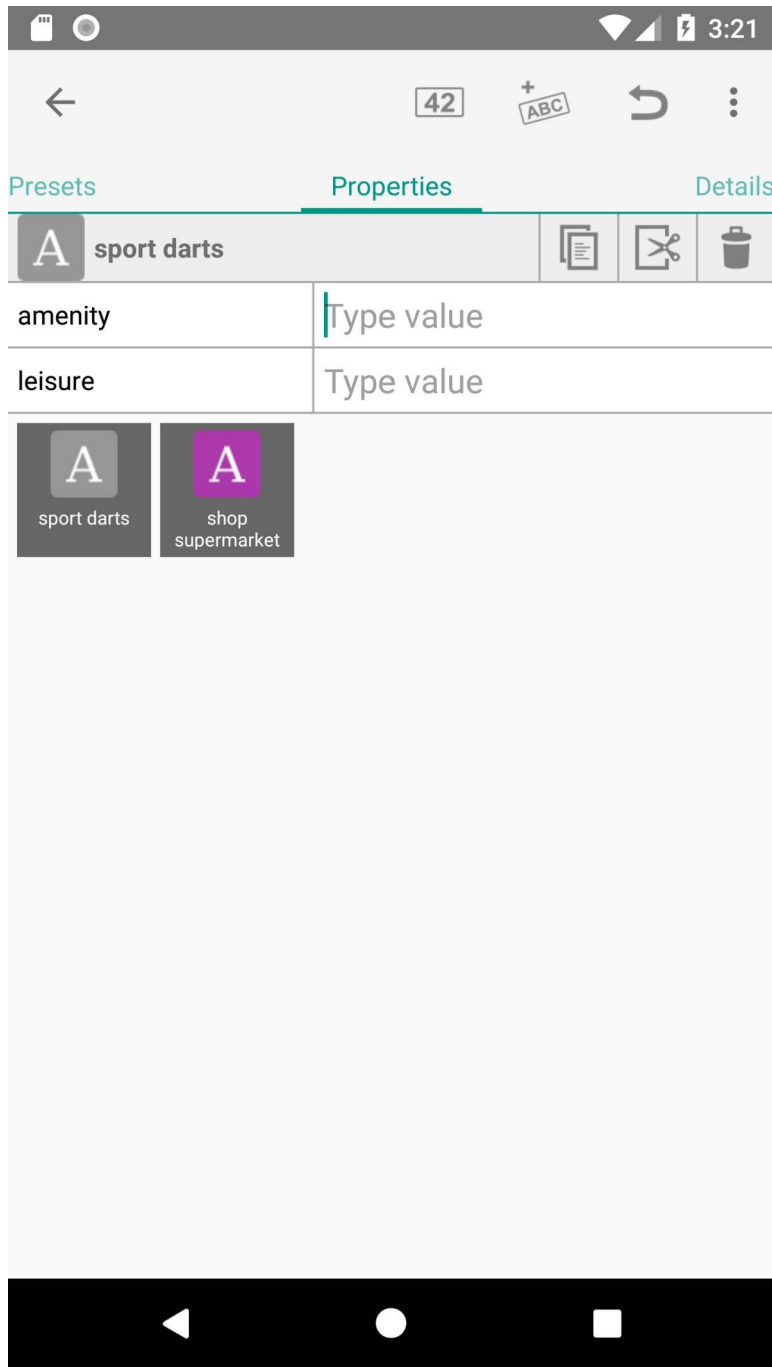 3:21
42
+
ABC
Presets Properties Details
A sport darts
amenity Type value
leisure Type value
A A
sport darts shop
supermarket